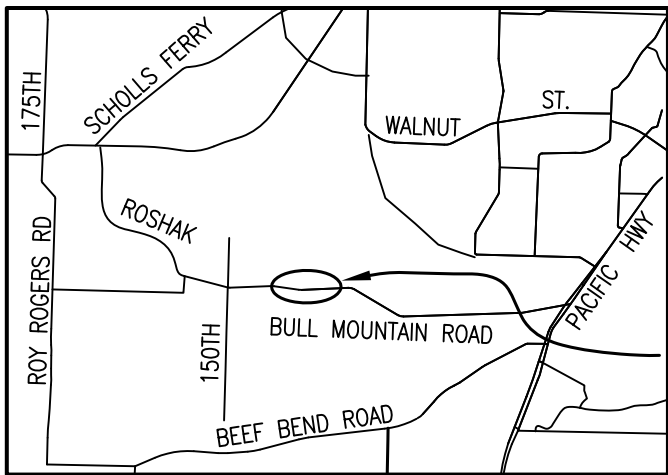 175TH
SCHOLLS FERRY
WALNUT
ST.
ROSHAK
ROY ROGERS RD
PACIFIC HWY
150TH
BULL MOUNTAIN ROAD
BEEF BEND ROAD